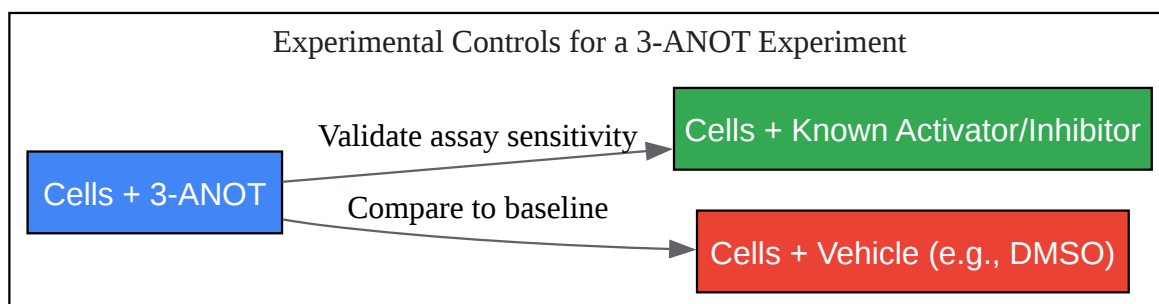 Experimental Controls for a 3-ANOT Experiment
Cells + Known Activator/Inhibitor
Validate assay sensitivity
Cells + 3-ANOT
Compare to baseline
Cells + Vehicle (e.g., DMSO)